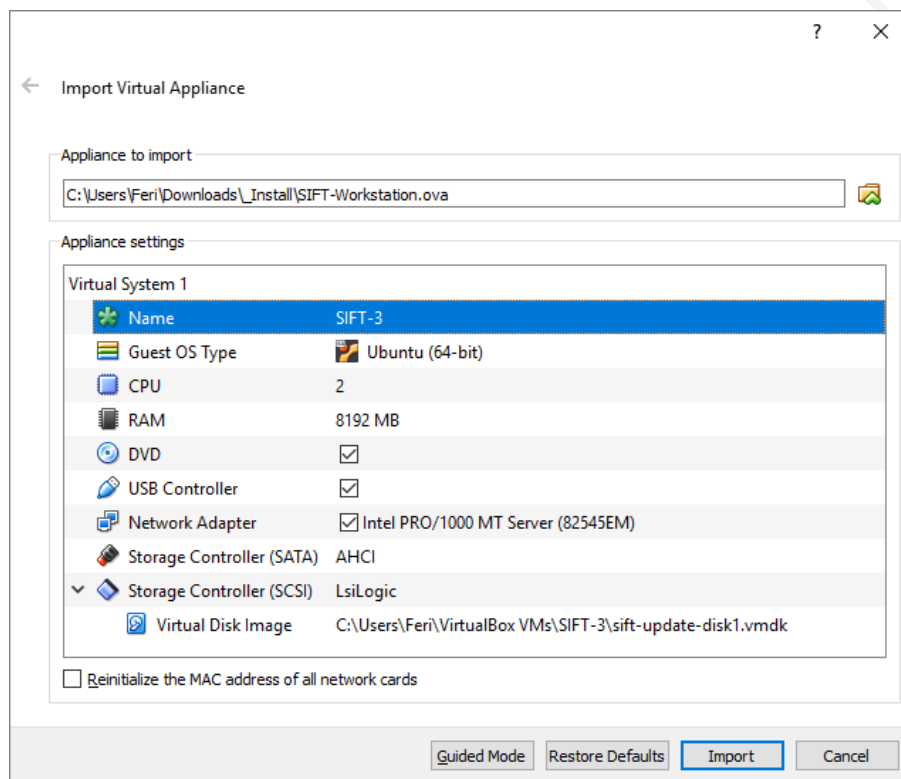 ?
Import Virtual Appliance
Appliance to import
C:\Users\Feri\Downloads\_Install\SIFT-Workstation.ova
Appliance settings
Virtual System 1
Name SIFT-3
Guest OS Type Ubuntu (64-bit)
CPU 2
RAM 8192 MB
DVD
USB Controller
Network Adapter Intel PRO/1000 MT Server (82545EM)
Storage Controller (SATA) AHCI
Storage Controller (SCSI) LsiLogic
Virtual Disk Image C:\Users\Feri\VirtualBox VMs\SIFT-3\sift-update-disk1.vmdk
Reinitialize the MAC address of all network cards
Guided Mode Restore Defaults Import Cancel